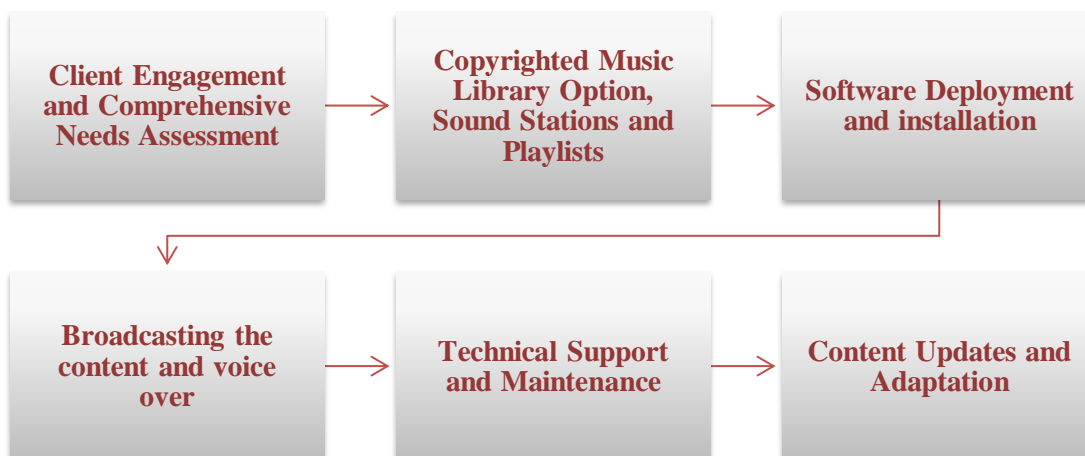 Client Engagement
and Comprehensive
Needs Assessment
Copyrighted Music
Library Option,
Sound Stations and
Playlists
Software Deployment
and installation
Broadcasting the
content and voice
over
Technical Support
and Maintenance
Content Updates and
Adaptation